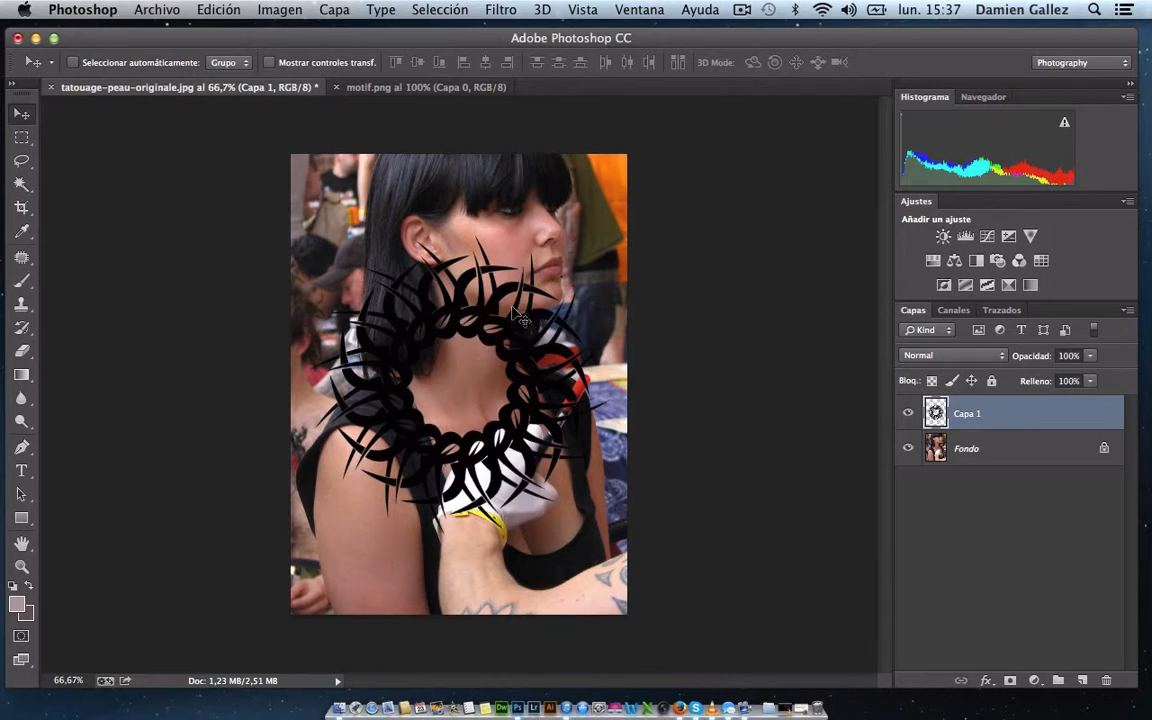 Photoshop Archivo Edición Imagen Capa Type Selección Filtro 3D Vista Ventana Ayuda lun. 15:37 Damien Gallez
Adobe Photoshop CC
Seleccionar automáticamente: Grupo Mostrar controles transf. 3D Mode: Photography
tatouage-peau-originale.jpg al 66,7% (Capa 1, RGB/8) * motif.png al 100% (Capa 0, RGB/8)
Histograma Navegador
Ajustes
Añadir un ajuste
Capas Canales Trazados
Kind
Normal Opacidad: 100%
Bloq.: Relleno: 100%
Capa 1
Fondo
66,67% Doc: 1,23 MB/2,51 MB
fx